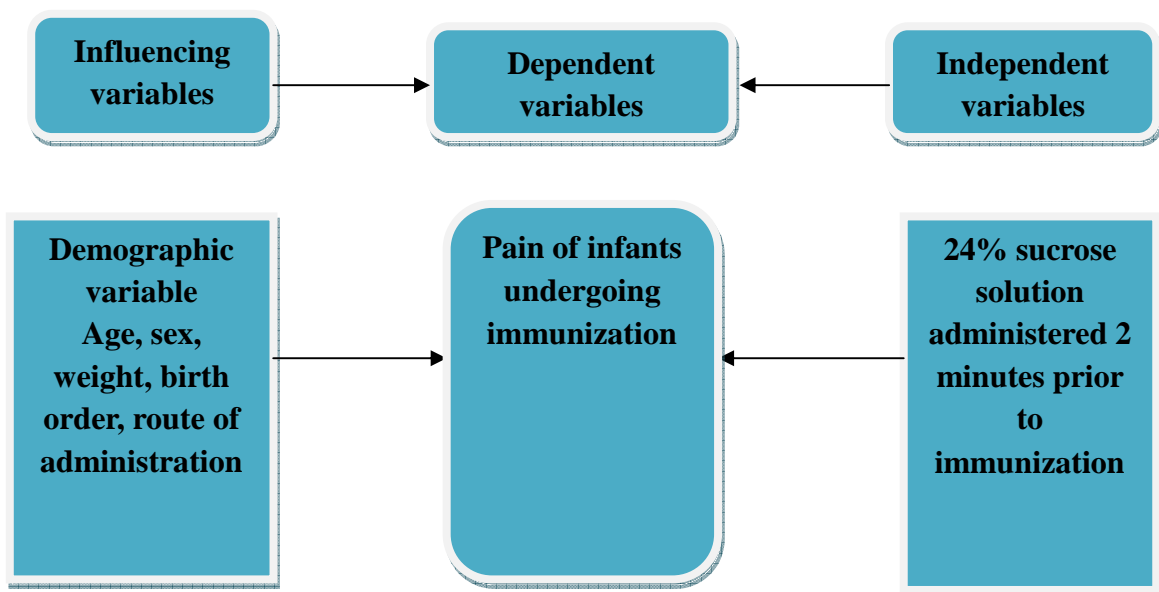 Influencing
variables
Dependent
variables
Independent
variables
Demographic
variable
Age, sex,
weight, birth
order, route of
administration
Pain of infants
undergoing
immunization
24% sucrose
solution
administered 2
minutes prior
to
immunization